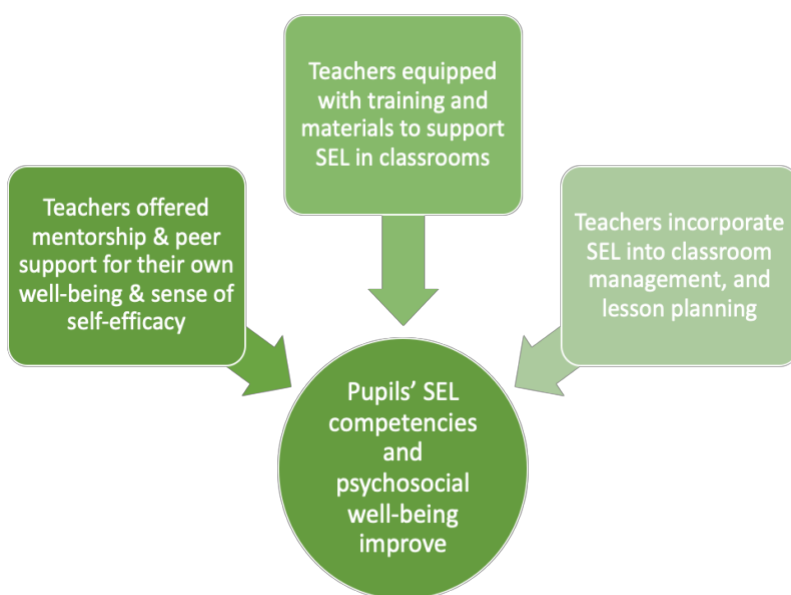 Teachers equipped
with training and
materials to support
SEL in classrooms
Teachers offered
mentorship & peer
support for their own
well-being & sense of
self-efficacy
Teachers incorporate
SEL into classroom
management, and
lesson planning
Pupils’ SEL
competencies
and
psychosocial
well-being
improve